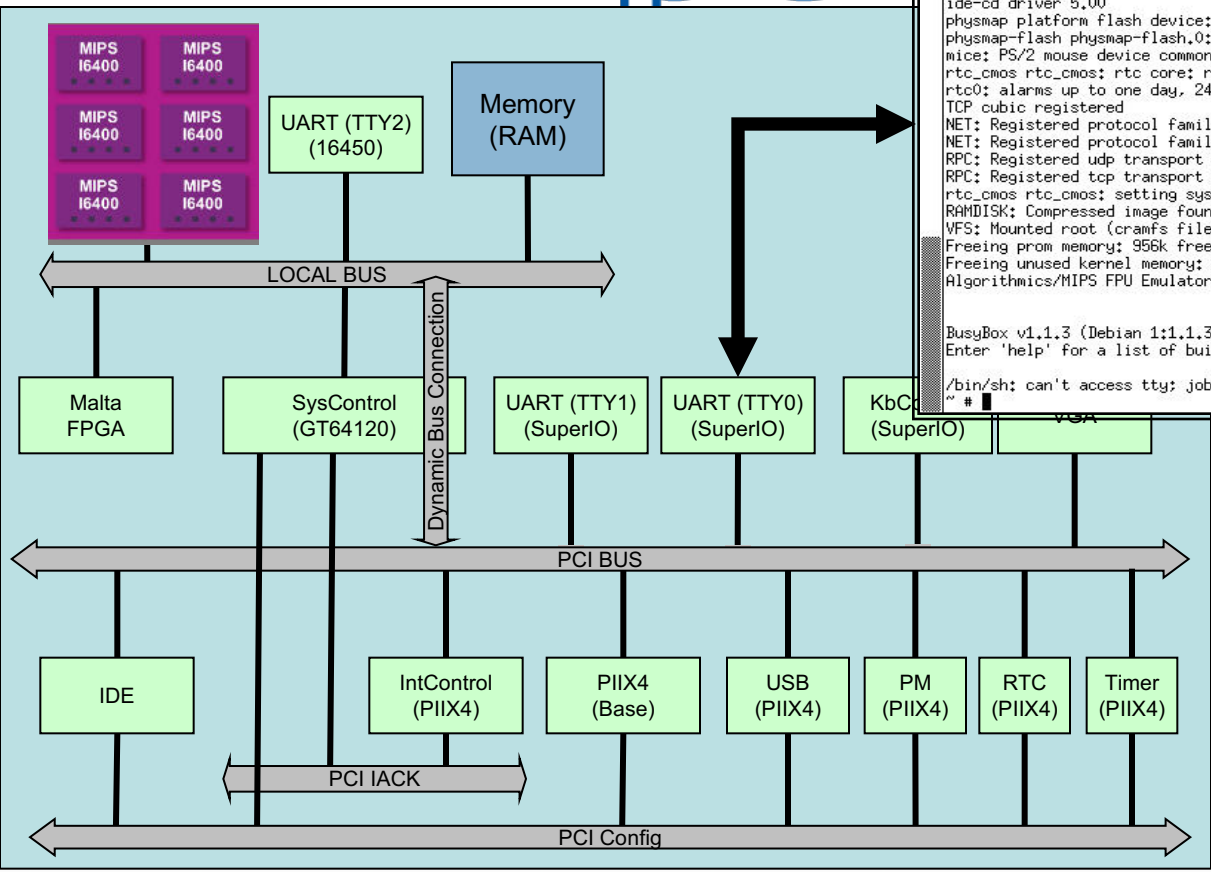 MIPS
I6400
MIPS
I6400
MIPS
I6400
MIPS
I6400
MIPS
I6400
MIPS
I6400
UART (TTY2)
(16450)
Memory
(RAM)
LOCAL BUS
Dynamic Bus Connection
Malta
FPGA
SysControl
(GT64120)
UART (TTY1)
(SuperIO)
UART (TTY0)
(SuperIO)
(SuperIO)
VGA
PCI BUS
IDE
IntControl
(PIIX4)
PIIX4
(Base)
USB
(PIIX4)
PM
(PIIX4)
RTC
(PIIX4)
Timer
(PIIX4)
PCI IACK
PCI Config
ide-cd driver 5.00
physmap platform flash device:
physmap-flash physmap-flash.0:
mice: PS/2 mouse device common
rtc_cmos rtc_cmos: rtc core: r
rtc0: alarms up to one day, 24
TCP cubic registered
NET: Registered protocol famil
NET: Registered protocol famil
RPC: Registered udp transport
RPC: Registered tcp transport
rtc_cmos rtc_cmos: setting sys
RAMDISK: Compressed image foun
VFS: Mounted root (cramfs file
Freeing prom memory: 956k free
Freeing unused kernel memory:
Algorithmics/MIPS FPU Emulator
BusyBox v1.1.3 (Debian 1:1.1.3
Enter 'help' for a list of bui
/bin/sh: can't access tty; job
~ #